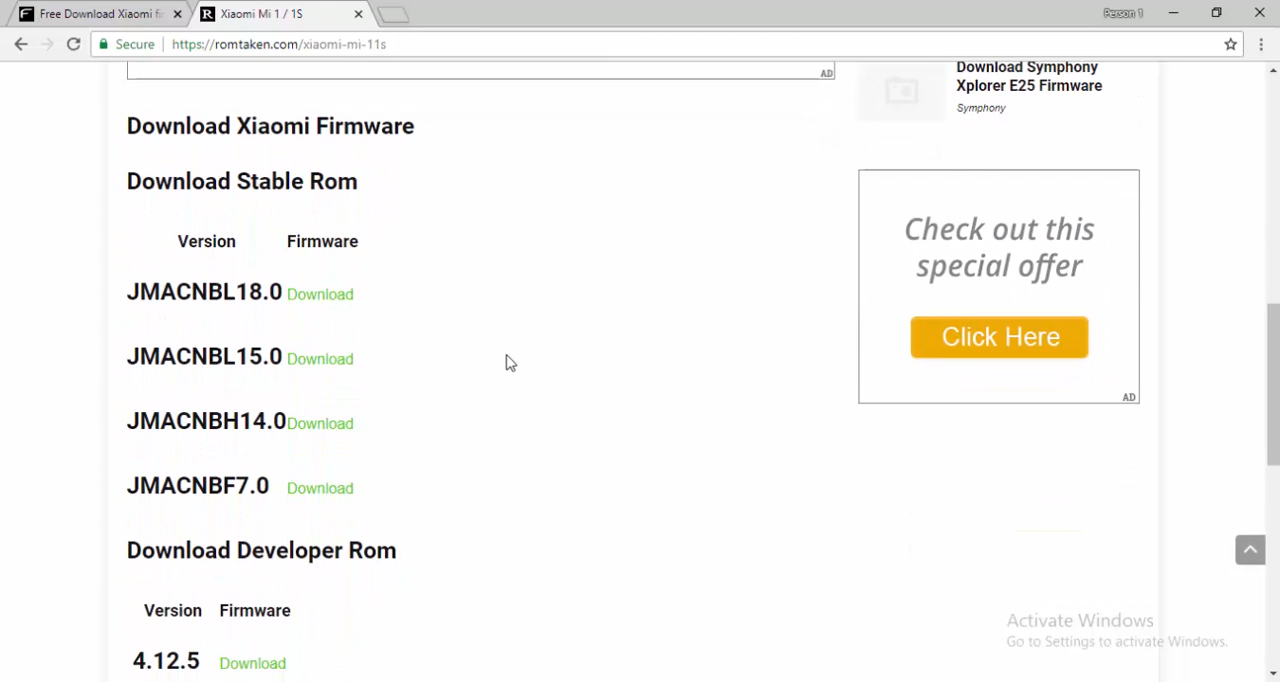 Free Download Xiaomi fi
Xiaomi Mi 1 / 1S
Person 1
Secure
https://romtaken.com/xiaomi-mi-11s
AD
Download Symphony
Xplorer E25 Firmware
Symphony
Download Xiaomi Firmware
Download Stable Rom
Version Firmware
JMACNBL18.0 Download
JMACNBL15.0 Download
JMACNBH14.0 Download
JMACNBF7.0 Download
Check out this
special offer
Click Here
AD
Download Developer Rom
Version Firmware
4.12.5 Download
Activate Windows
Go to Settings to activate Windows.